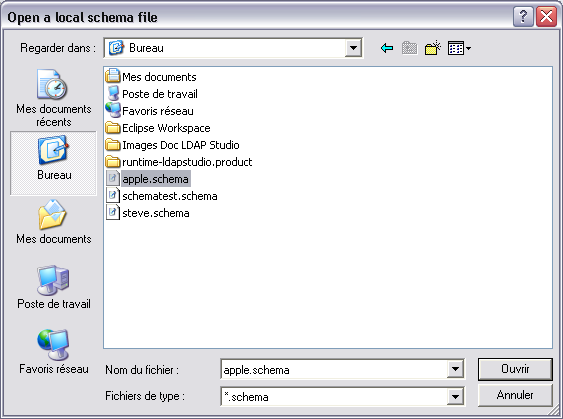 Open a local schema file
Regarder dans :
Bureau
Mes documents
récents
Bureau
Mes documents
Poste de travail
Favoris réseau
Mes documents
Poste de travail
Favoris réseau
Eclipse Workspace
Images Doc LDAP Studio
runtime-ldapstudio.product
apple.schema
schematest.schema
steve.schema
Nom du fichier :
apple.schema
Ouvrir
Fichiers de type :
*.schema
Annuler